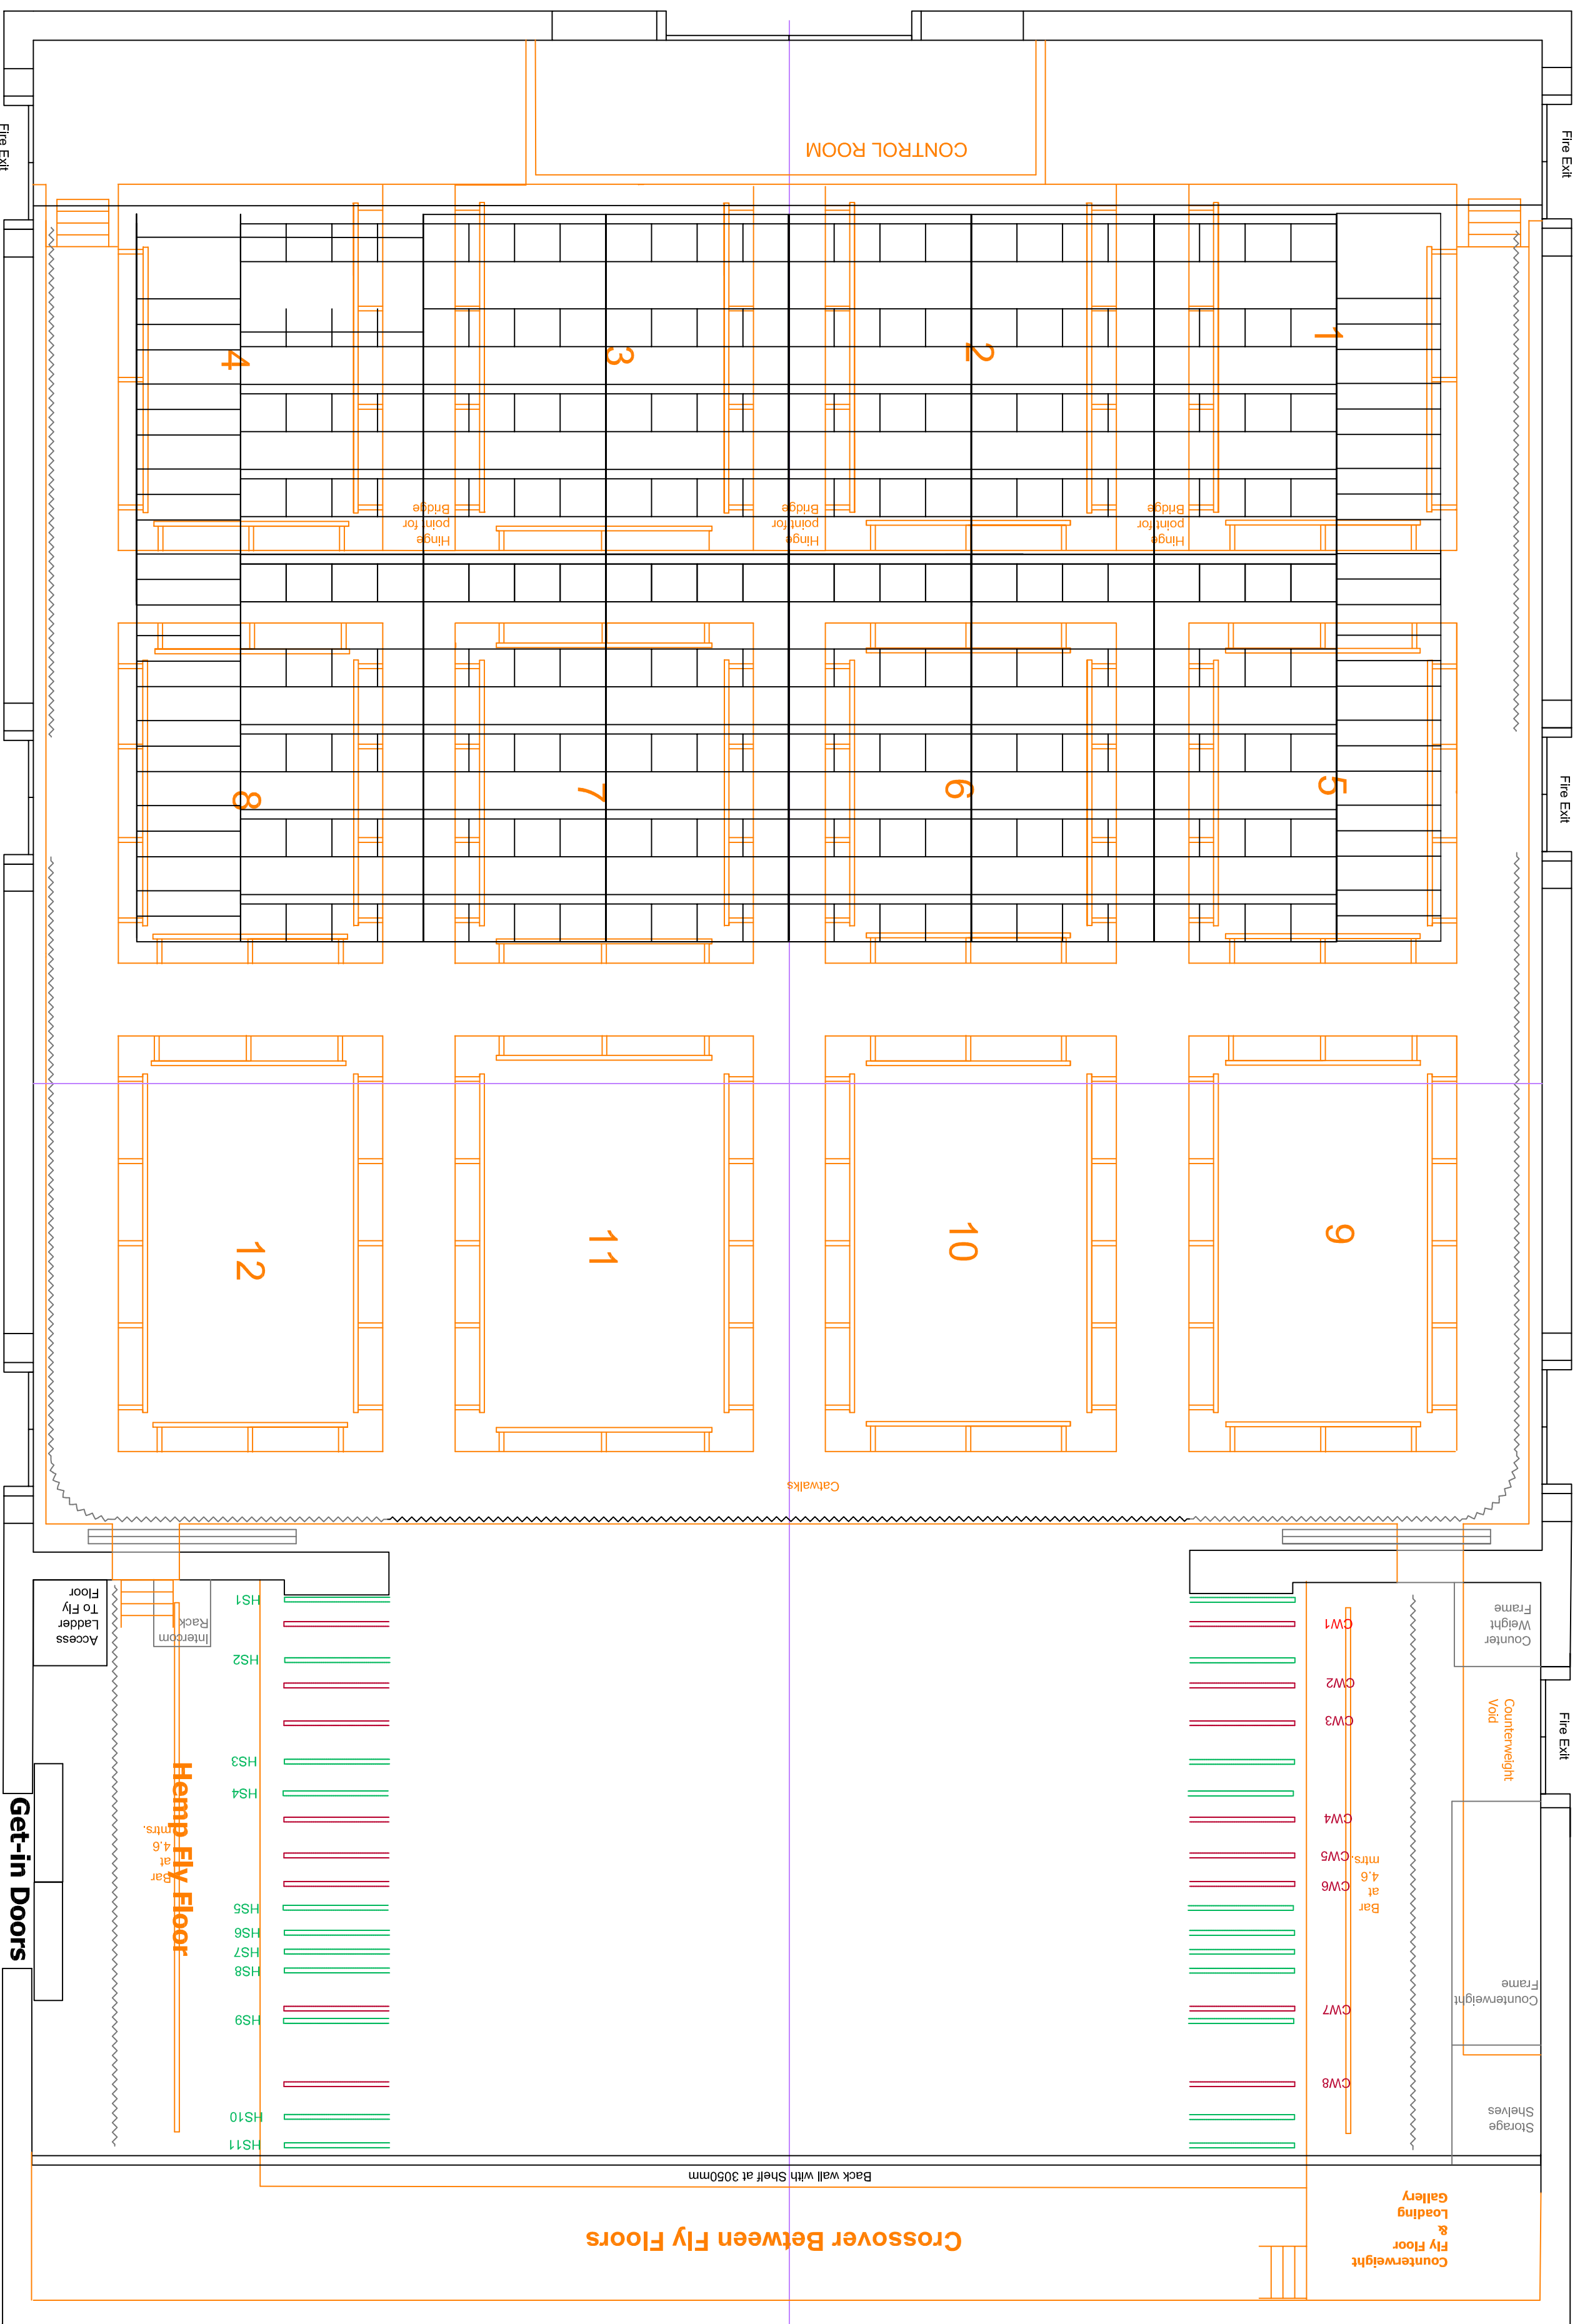 CONTROL ROOM
Fire Exit
Fire Exit
4
3
2
1
Hinge
point for
Bridge
Hinge
point for
Bridge
Hinge
point for
Bridge
8
7
6
5
Fire Exit
12
11
10
9
Catwalks
Access
Ladder
To Fly
Floor
Intercom
Rack
HS1
HS2
HS3
HS4
HS5
HS6
HS7
HS8
HS9
HS10
HS11
CW1
CW2
CW3
CW4
CW5
CW6
CW7
CW8
Counter
Weight
Frame
Counterweight
Void
Fire Exit
Hemp Fly Floor
Bar
at
4.6
mtrs.
Bar
at
4.6
mtrs.
Get-in Doors
Counterweight
Frame
Storage
Shelves
Back wall with Shelf at 3050mm
Crossover Between Fly Floors
Counterweight
Fly Floor
&
Loading
Gallery